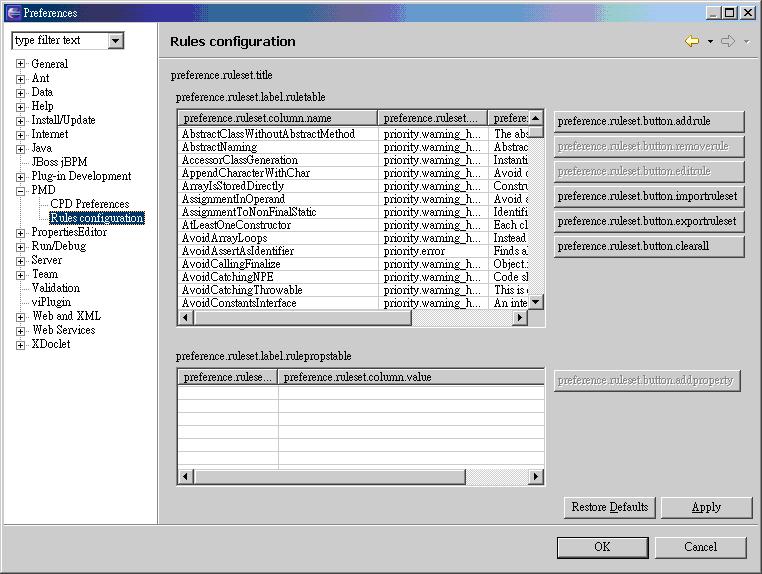 Preferences
type filter text
General
Ant
Data
Help
Install/Update
Internet
Java
JBoss jBPM
Plug-in Development
PMD
CPD Preferences
Rules configuration
PropertiesEditor
Run/Debug
Server
Team
Validation
viPlugin
Web and XML
Web Services
XDoclet
Rules configuration
preference.ruleset.title
preference.ruleset.label.ruletable
preference.ruleset.column.name preference.ruleset.... prefere
AbstractClassWithoutAbstractMethod priority.warning_h... The abs
AbstractNaming priority.warning_h... Abstrac
AccessorClassGeneration priority.warning_h... Instanti
AppendCharacterWithChar priority.warning_h... Avoid c
ArrayIsStoredDirectly priority.warning_h... Constru
AssignmentInOperand priority.warning_h... Avoid a
AssignmentToNonFinalStatic priority.warning_h... Identifi
AtLeastOneConstructor priority.warning_h... Each cl
AvoidArrayLoops priority.warning_h... Instead
AvoidAssertAsIdentifier priority.error Finds a
AvoidCallingFinalize priority.warning_h... Object.
AvoidCatchingNPE priority.warning_h... Code sl
AvoidCatchingThrowable priority.warning_h... This is
AvoidConstantsInterface priority.warning_h... An inte
preference.ruleset.button.addrule
preference.ruleset.button.removerule
preference.ruleset.button.editrule
preference.ruleset.button.importruleset
preference.ruleset.button.exportruleset
preference.ruleset.button.clearall
preference.ruleset.label.rulepropstable
preference.rulese... preference.ruleset.column.value
preference.ruleset.button.addproperty
Restore Defaults Apply
OK Cancel